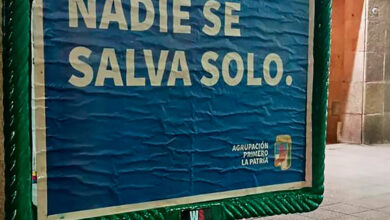 NADIE SE
SALVA SOLO.
AGRUPACIÓN
PRIMERO
LA PATRIA